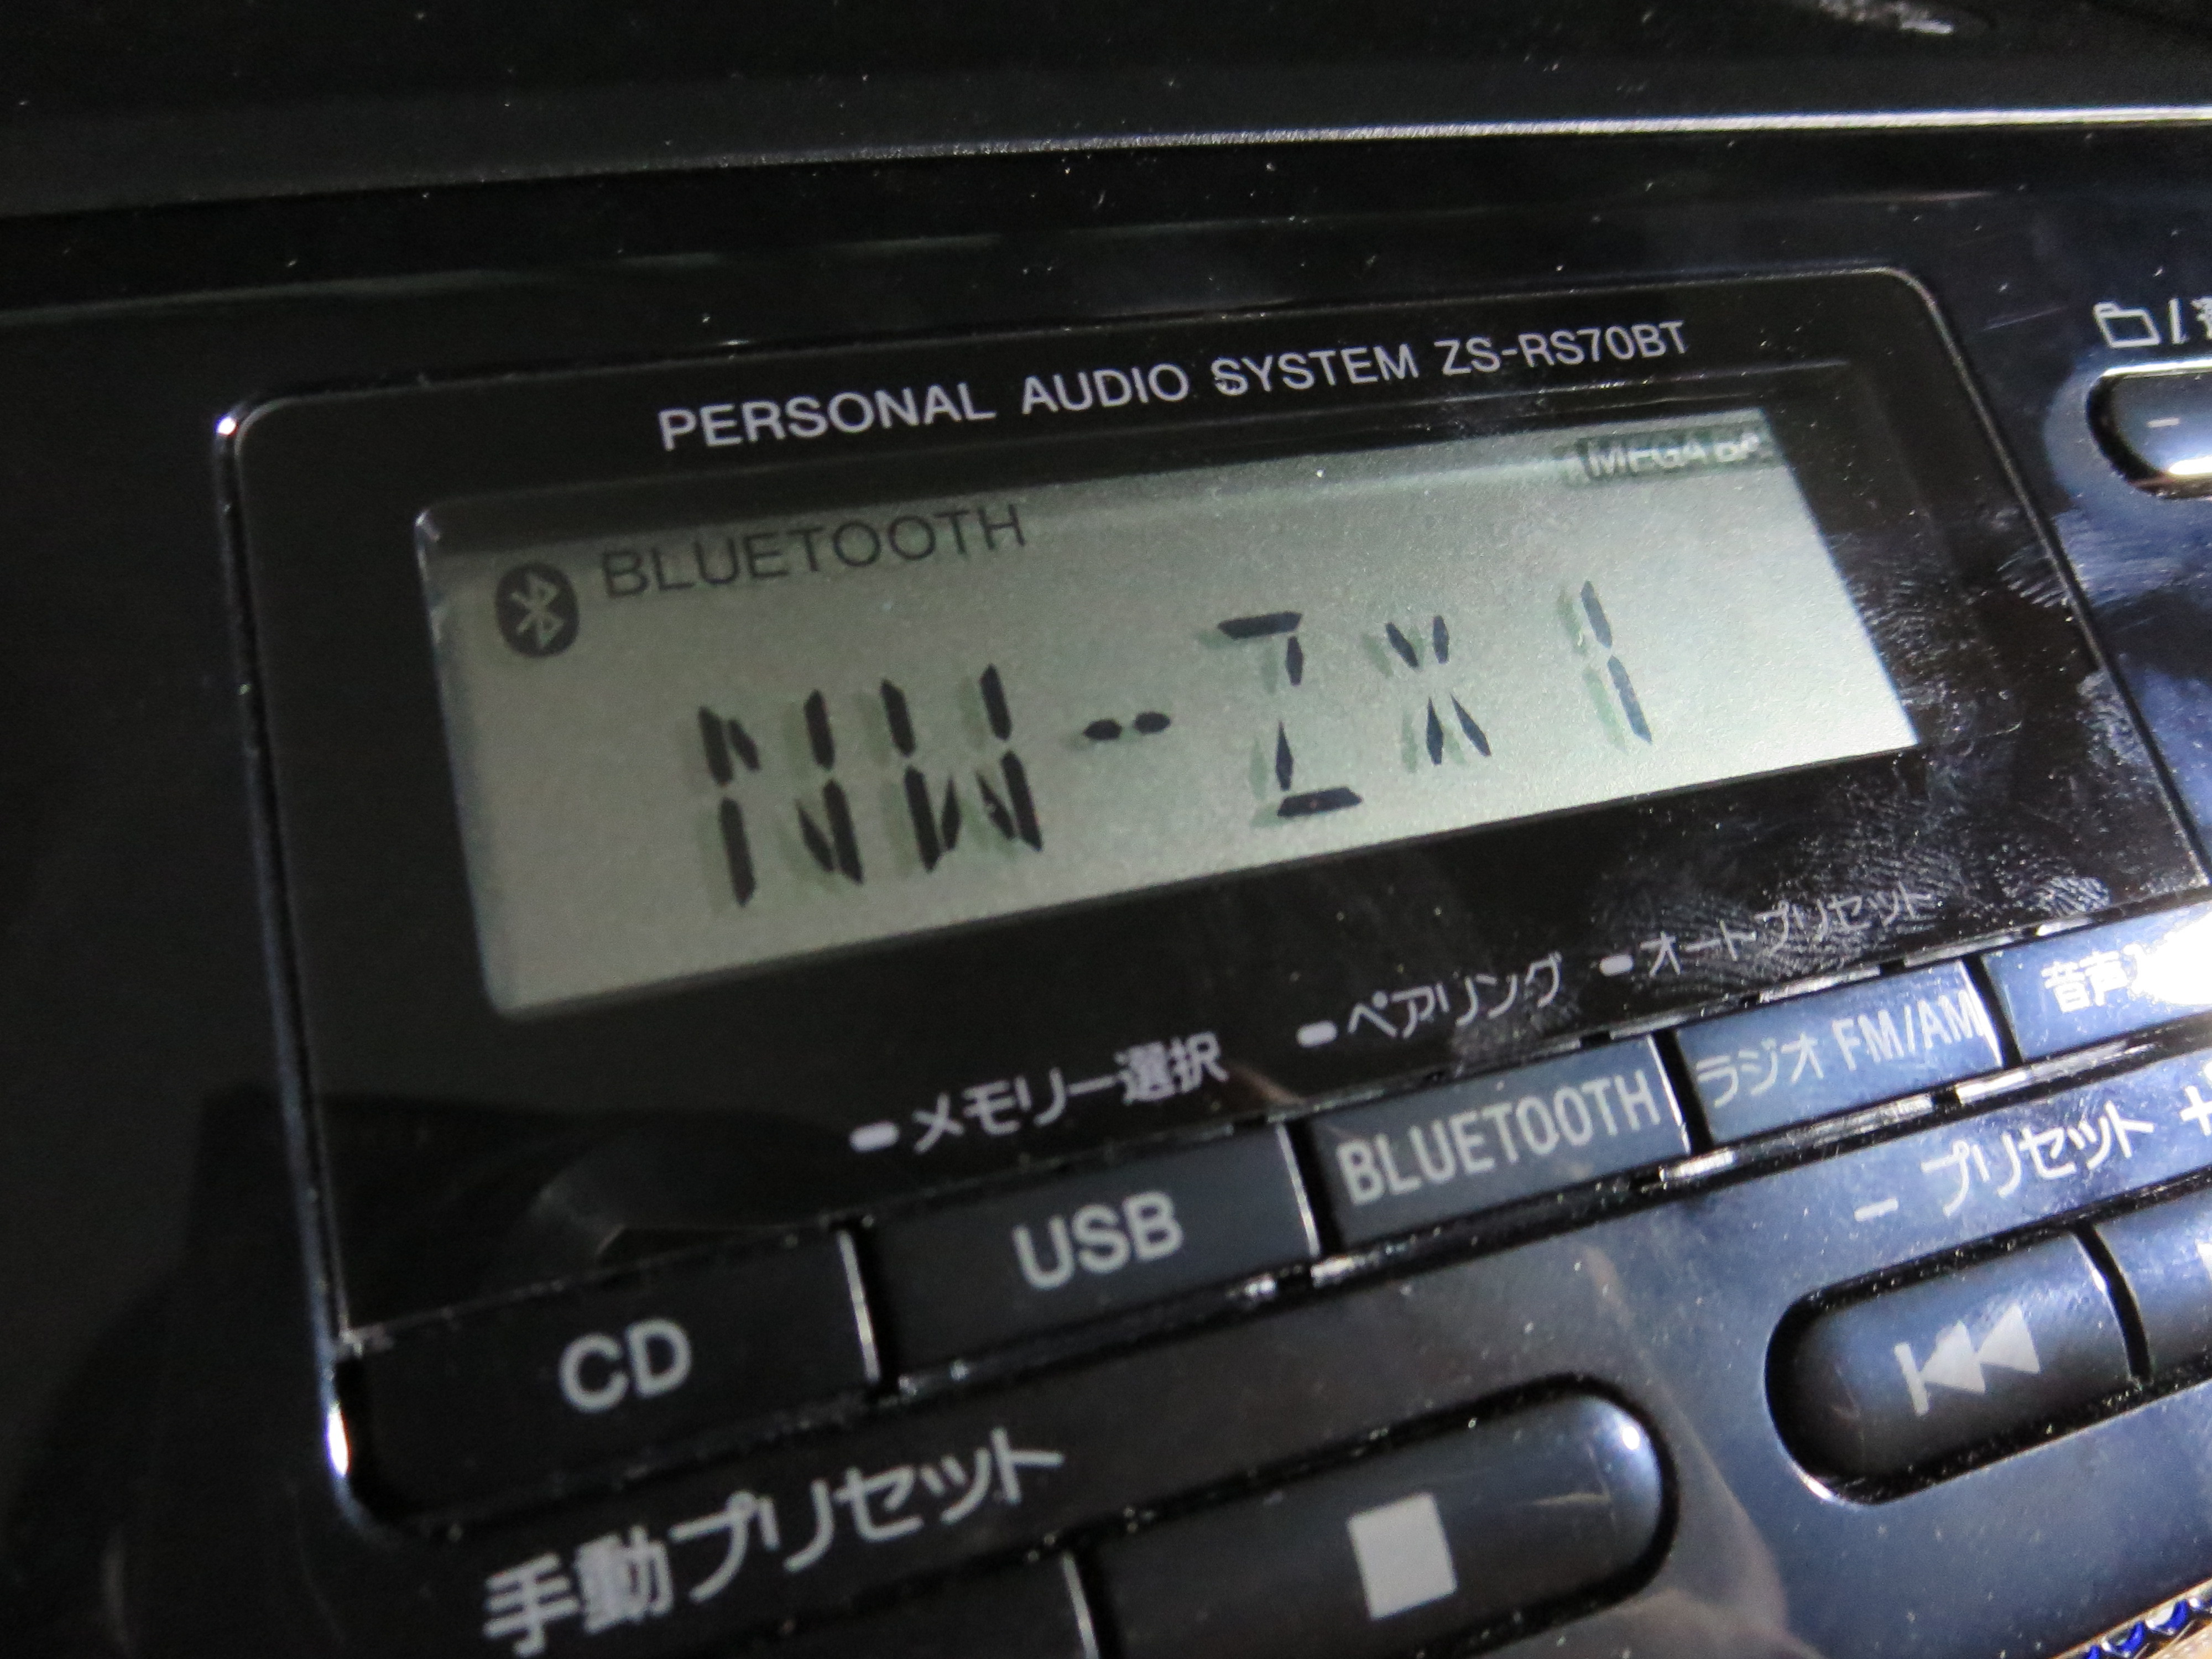 PERSONAL AUDIO SYSTEM ZS-RS70BT
MEGA
BLUETOOTH
NW-ZX1
メモリー選択
ペアリング
オートプリセット
CD
USB
BLUETOOTH
ラジオ FM/AM
音声
- プリセット +
手動プリセット